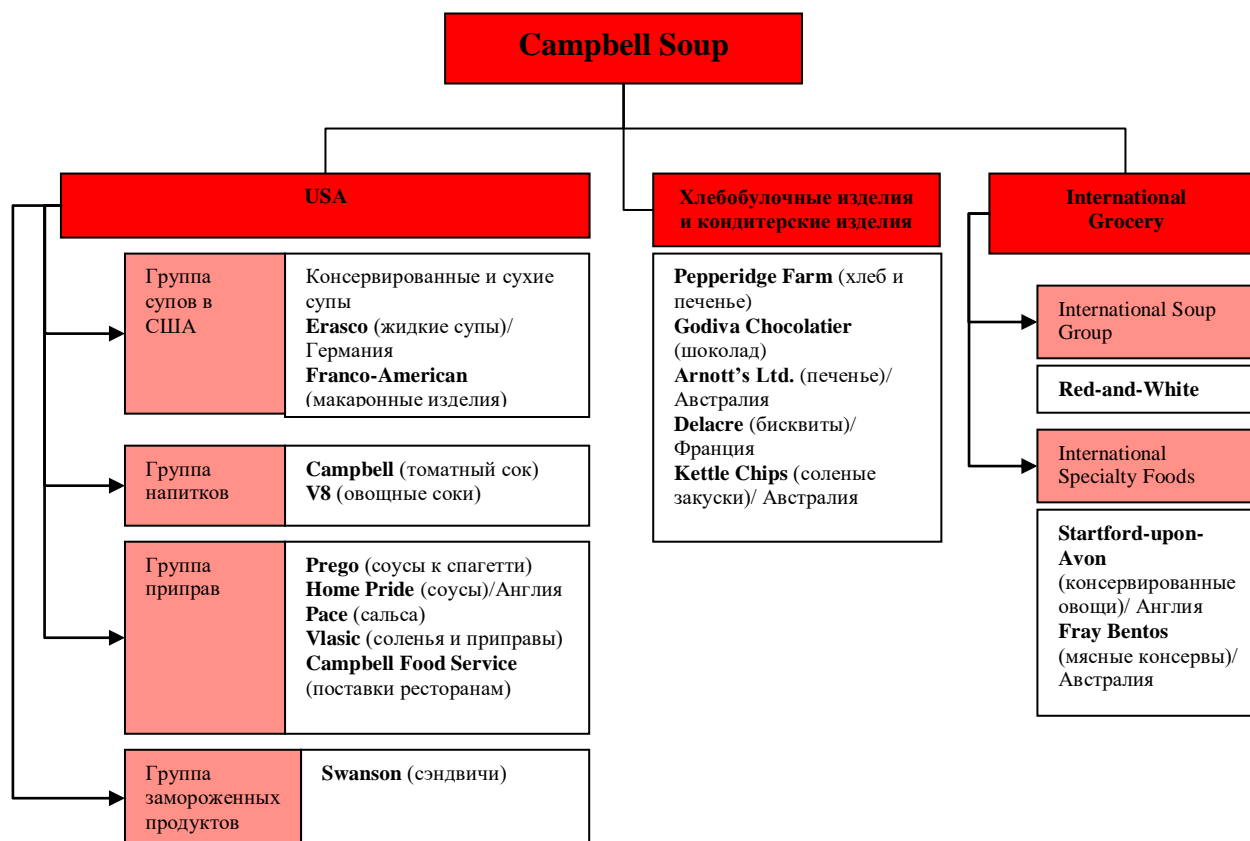 Campbell Soup
USA
Группа
супов в
США
Консервированные и сухие
супы
Erasco (жидкие супы)/
Германия
Franco-American
(макаронные изделия)
Группа
напитков
Campbell (томатный сок)
V8 (овощные соки)
Группа
приправ
Prego (соусы к спагетти)
Home Pride (соусы)/Англия
Pace (сальса)
Vlasic (соленья и приправы)
Campbell Food Service
(поставки ресторанам)
Группа
замороженных
продуктов
Swanson (сэндвичи)
Хлебобулочные изделия
и кондитерские изделия
Pepperidge Farm (хлеб и
печенье)
Godiva Chocolatier
(шоколад)
Arnott’s Ltd. (печенье)/
Австралия
Delacre (бисквиты)/
Франция
Kettle Chips (соленые
закуски)/ Австралия
International
Grocery
International Soup
Group
Red-and-White
International
Specialty Foods
Startford-upon-
Avon
(консервированные
овощи)/ Англия
Fray Bentos
(мясные консервы)/
Австралия